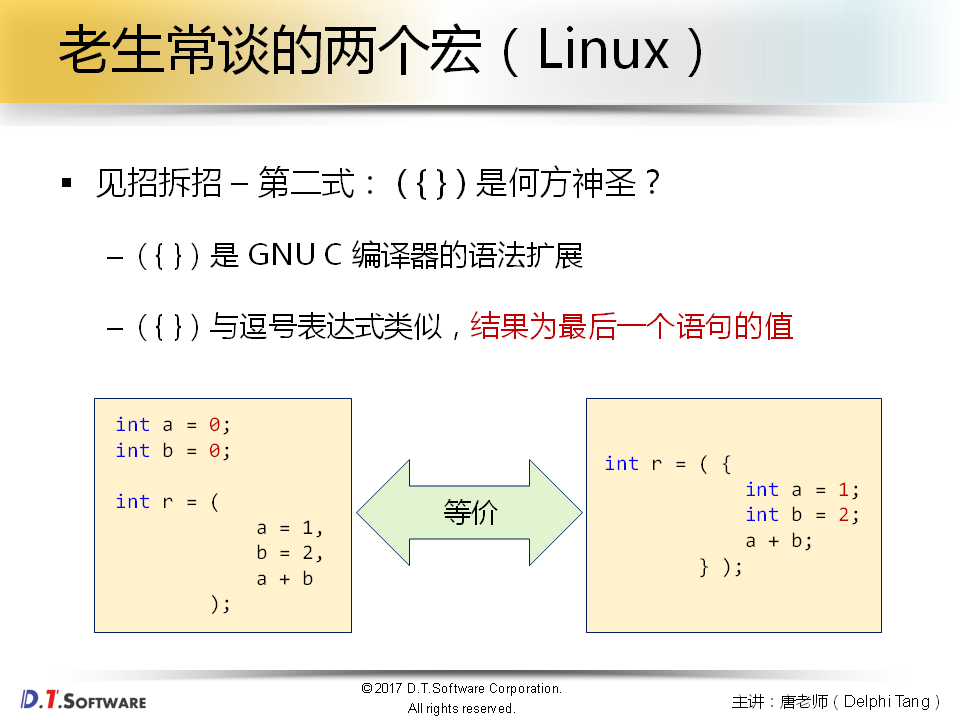 老生常谈的两个宏（Linux）
▪ 见招拆招 – 第二式：( { } ) 是何方神圣？
– ( { } ) 是 GNU C 编译器的语法扩展
– ( { } ) 与逗号表达式类似，结果为最后一个语句的值
int a = 0;
int b = 0;
int r = (
a = 1,
b = 2,
a + b
);
等价
int r = ( {
int a = 1;
int b = 2;
a + b;
} );
D.T.SOFTWARE
©2017 D.T.Software Corporation.
All rights reserved.
主讲：唐老师（Delphi Tang）